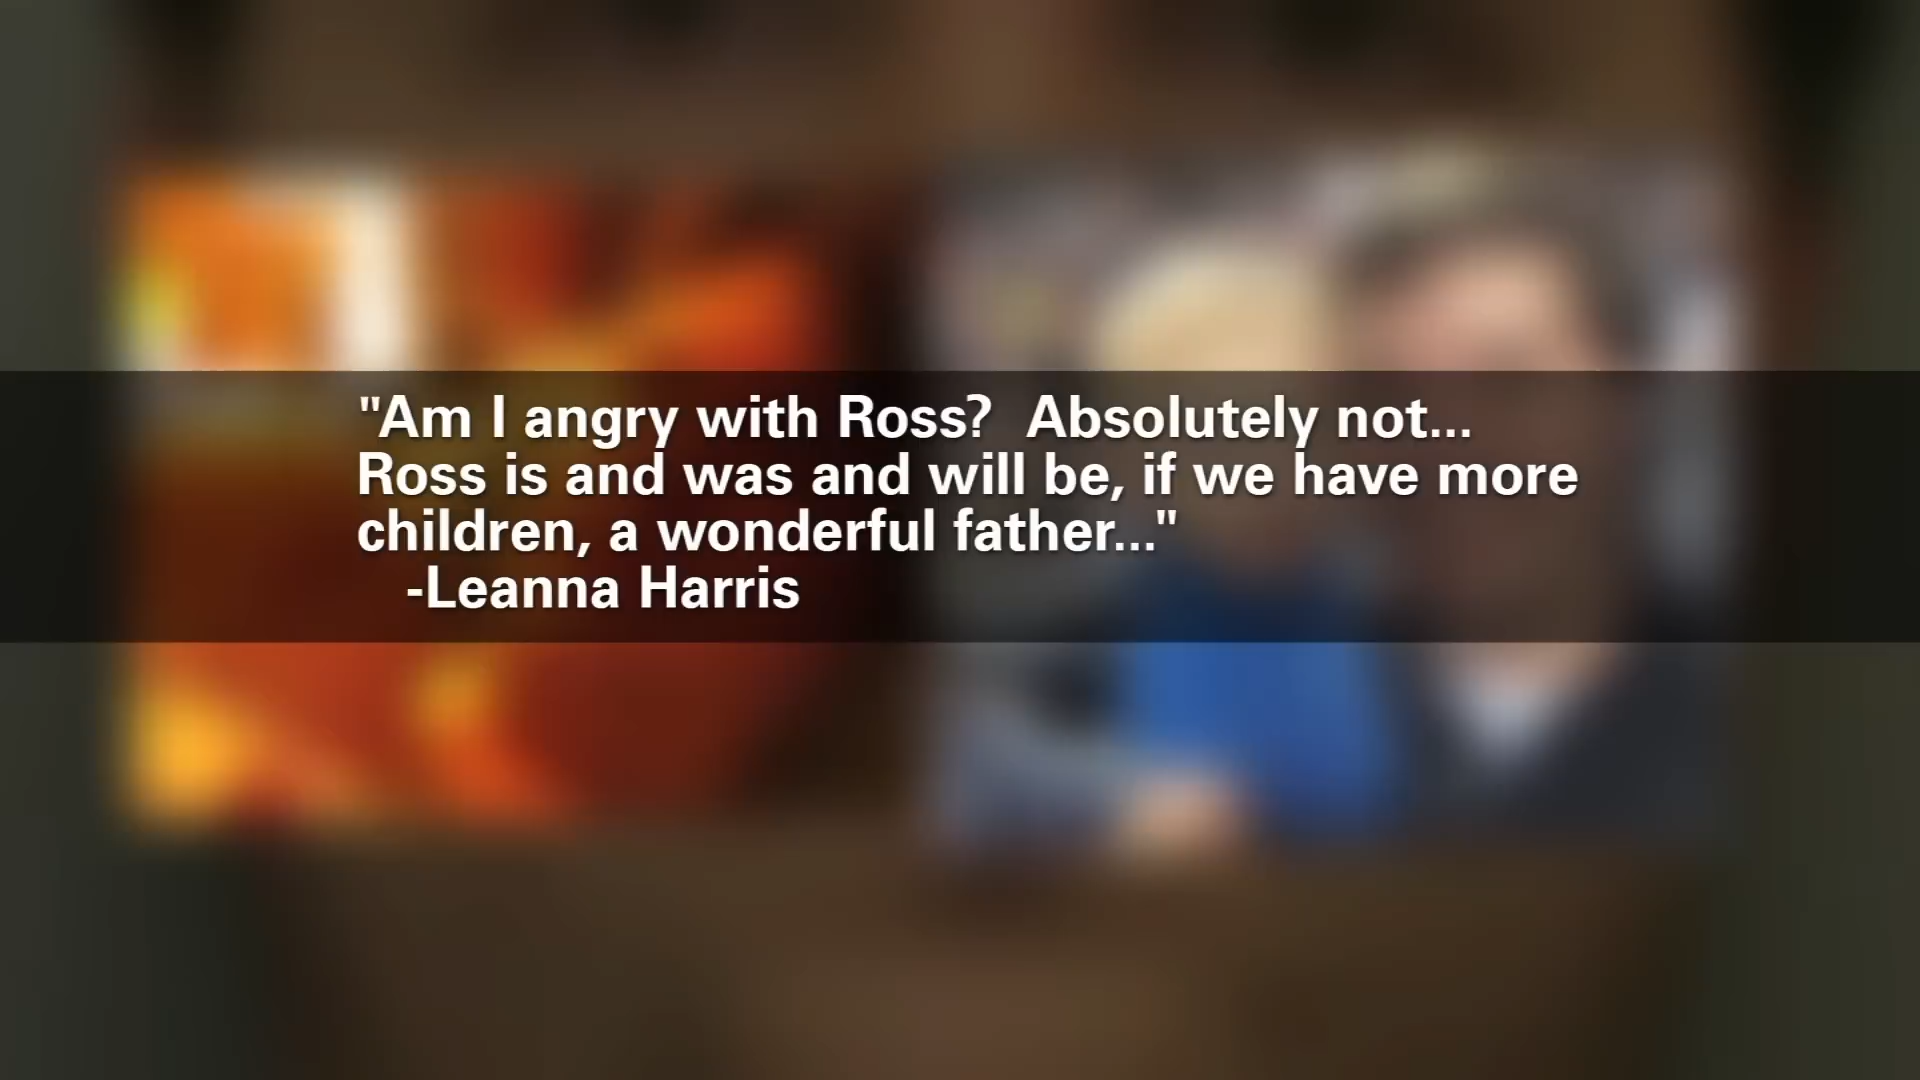 "Am I angry with Ross?  Absolutely not...
Ross is and was and will be, if we have more
children, a wonderful father..."
-Leanna Harris